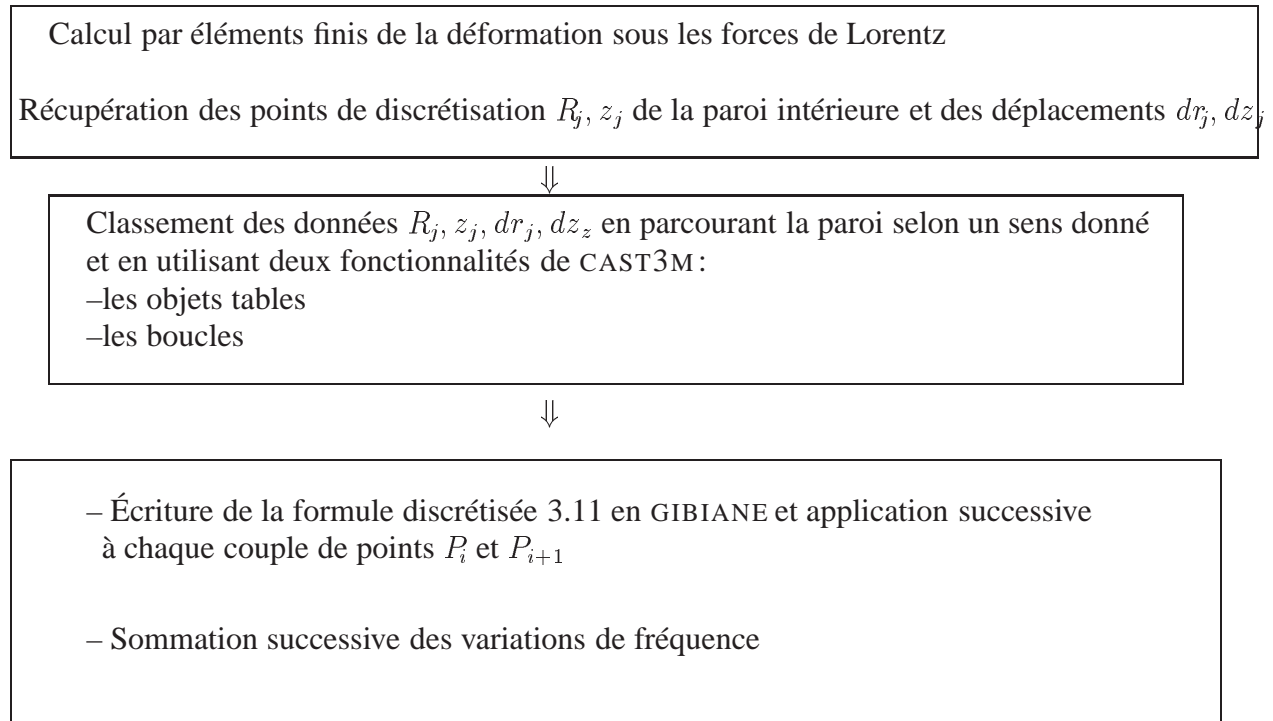 Calcul par éléments finis de la déformation sous les forces de Lorentz
Récupération des points de discrétisation $R_j, z_j$ de la paroi intérieure et des déplacements $dr_j, dz_j$
⇓
Classement des données $R_j, z_j, dr_j, dz_z$ en parcourant la paroi selon un sens donné
et en utilisant deux fonctionnalités de CAST3M :
–les objets tables
–les boucles
⇓
– Écriture de la formule discrétisée 3.11 en GIBIANE et application successive
à chaque couple de points $P_i$ et $P_{i+1}$
– Sommation successive des variations de fréquence